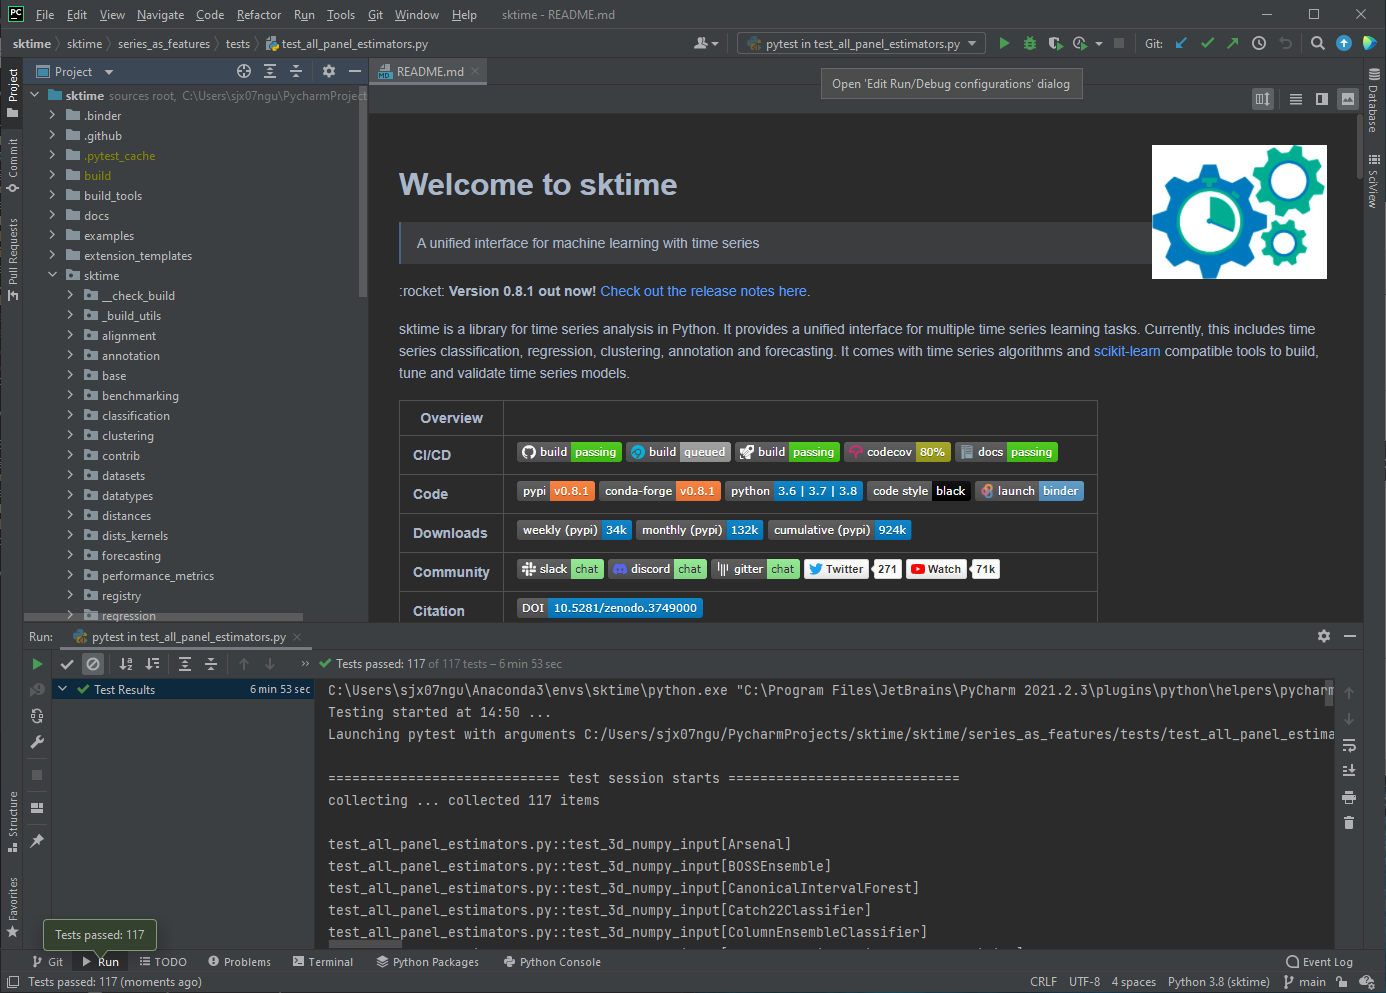 PC File Edit View Navigate Code Refactor Run Tools Git Window Help sktime - README.md
sktime sktime series_as_features tests test_all_panel_estimators.py pytest in test_all_panel_estimators.py Git:
Project README.md
Open 'Edit Run/Debug configurations' dialog
Project
Commit
Pull Requests
Structure
Favorites
Database
SciView
sktime sources root, C:\Users\sjx07ngu\PycharmProject
.binder
.github
.pytest_cache
build
build_tools
docs
examples
extension_templates
sktime
__check_build
_build_utils
alignment
annotation
base
benchmarking
classification
clustering
contrib
datasets
datatypes
distances
dists_kernels
forecasting
performance_metrics
registry
regression
Welcome to sktime
A unified interface for machine learning with time series
:rocket: Version 0.8.1 out now! Check out the release notes here.
sktime is a library for time series analysis in Python. It provides a unified interface for multiple time series learning tasks. Currently, this includes time
series classification, regression, clustering, annotation and forecasting. It comes with time series algorithms and scikit-learn compatible tools to build,
tune and validate time series models.
Overview
CI/CD build passing build queued build passing codecov 80% docs passing
Code pypi v0.8.1 conda-forge v0.8.1 python 3.6 | 3.7 | 3.8 code style black launch binder
Downloads weekly (pypi) 34k monthly (pypi) 132k cumulative (pypi) 924k
Community slack chat discord chat gitter chat Twitter 271 Watch 71k
Citation DOI 10.5281/zenodo.3749000
Run: pytest in test_all_panel_estimators.py
Tests passed: 117 of 117 tests – 6 min 53 sec
Test Results 6 min 53 sec
C:\Users\sjx07ngu\Anaconda3\envs\sktime\python.exe "C:\Program Files\JetBrains\PyCharm 2021.2.3\plugins\python\helpers\pycharm
Testing started at 14:50 ...
Launching pytest with arguments C:/Users/sjx07ngu/PycharmProjects/sktime/sktime/series_as_features/tests/test_all_panel_estima
============================= test session starts =============================
collecting ... collected 117 items
test_all_panel_estimators.py::test_3d_numpy_input[Arsenal]
test_all_panel_estimators.py::test_3d_numpy_input[BOSSEnsemble]
test_all_panel_estimators.py::test_3d_numpy_input[CanonicalIntervalForest]
test_all_panel_estimators.py::test_3d_numpy_input[Catch22Classifier]
test_all_panel_estimators.py::test_3d_numpy_input[ColumnEnsembleClassifier]
Tests passed: 117
Git Run TODO Problems Terminal Python Packages Python Console Event Log
Tests passed: 117 (moments ago) CRLF UTF-8 4 spaces Python 3.8 (sktime) main